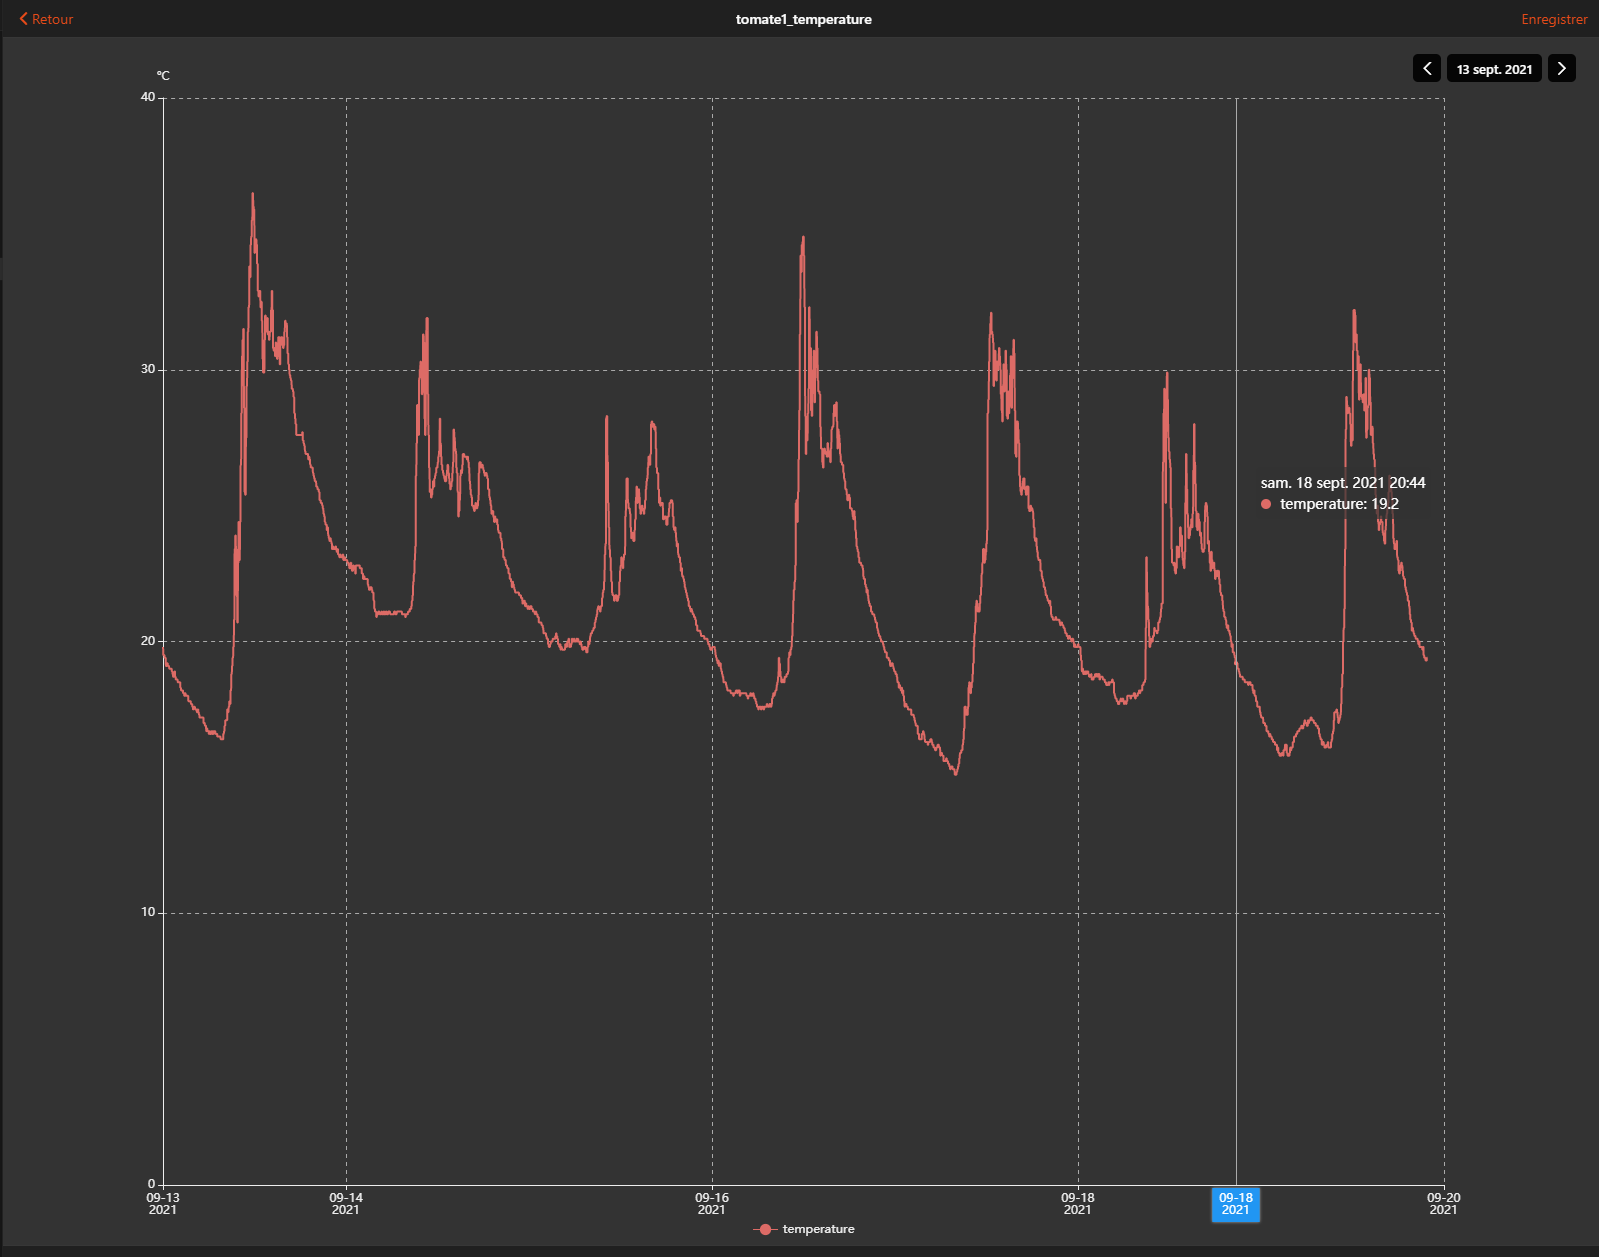 Retour
tomate1_temperature
Enregistrer
13 sept. 2021
°C
40
30
20
10
0
sam. 18 sept. 2021 20:44
temperature: 19.2
09-13
2021
09-14
2021
09-16
2021
09-18
2021
09-18
2021
09-20
2021
temperature